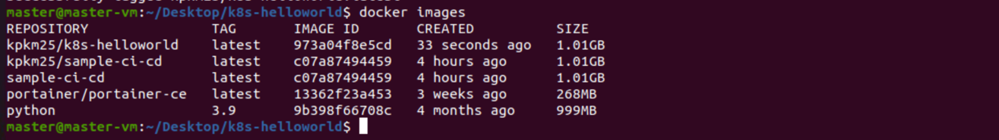 master@master-vm:~/Desktop/k8s-helloworld$ docker images
REPOSITORY TAG IMAGE ID CREATED SIZE
kpkm25/k8s-helloworld latest 973a04f8e5cd 33 seconds ago 1.01GB
kpkm25/sample-ci-cd latest c07a87494459 4 hours ago 1.01GB
sample-ci-cd latest c07a87494459 4 hours ago 1.01GB
portainer/portainer-ce latest 13362f23a453 3 weeks ago 268MB
python 3.9 9b398f66708c 4 months ago 999MB
master@master-vm:~/Desktop/k8s-helloworld$